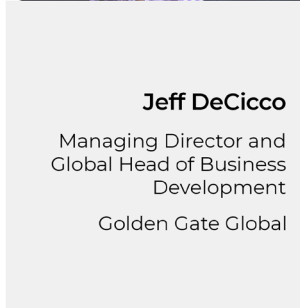 Jeff DeCicco
Managing Director and
Global Head of Business
Development
Golden Gate Global